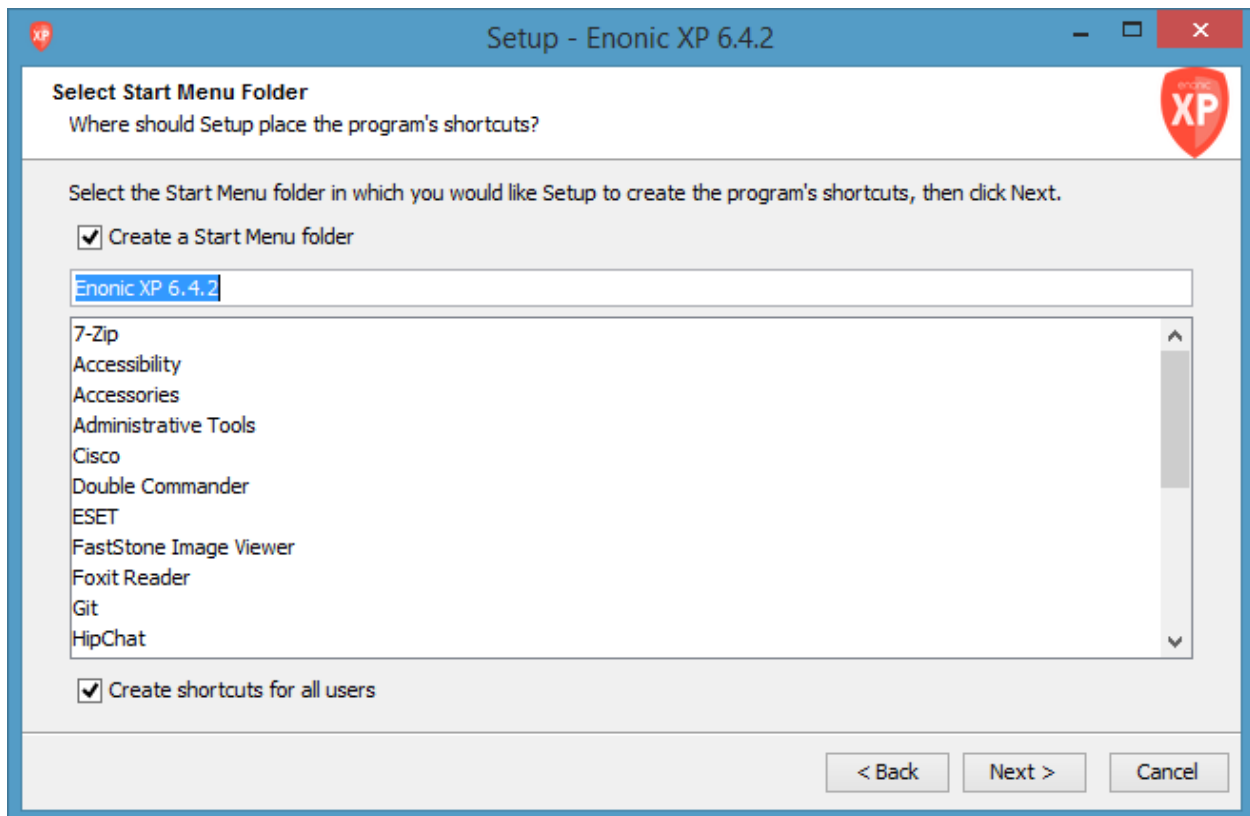 XP
Setup - Enonic XP 6.4.2
Select Start Menu Folder
Where should Setup place the program's shortcuts?
enonic
XP
Select the Start Menu folder in which you would like Setup to create the program's shortcuts, then click Next.
Create a Start Menu folder
Enonic XP 6.4.2
7-Zip
Accessibility
Accessories
Administrative Tools
Cisco
Double Commander
ESET
FastStone Image Viewer
Foxit Reader
Git
HipChat
Create shortcuts for all users
< Back Next > Cancel